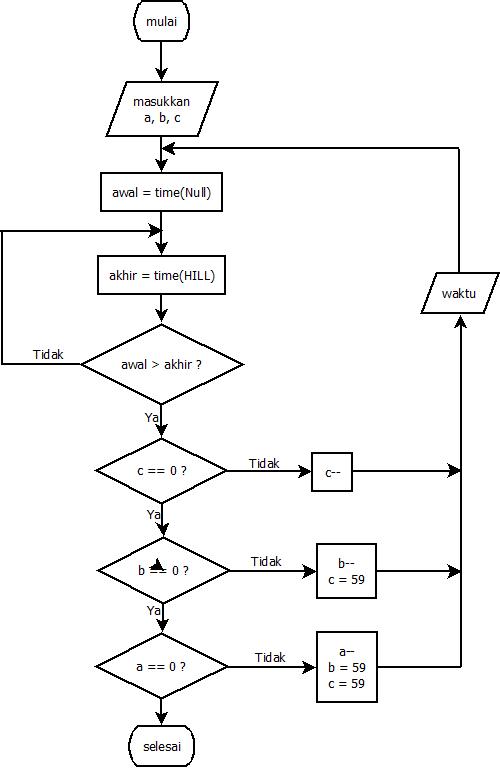 mulai
masukkan
a, b, c
awal = time(Null)
akhir = time(HILL)
waktu
awal > akhir ?
Tidak
Ya
c == 0 ?
Tidak
c--
Ya
b == 0 ?
Tidak
b--
c = 59
Ya
a == 0 ?
Tidak
a--
b = 59
c = 59
selesai